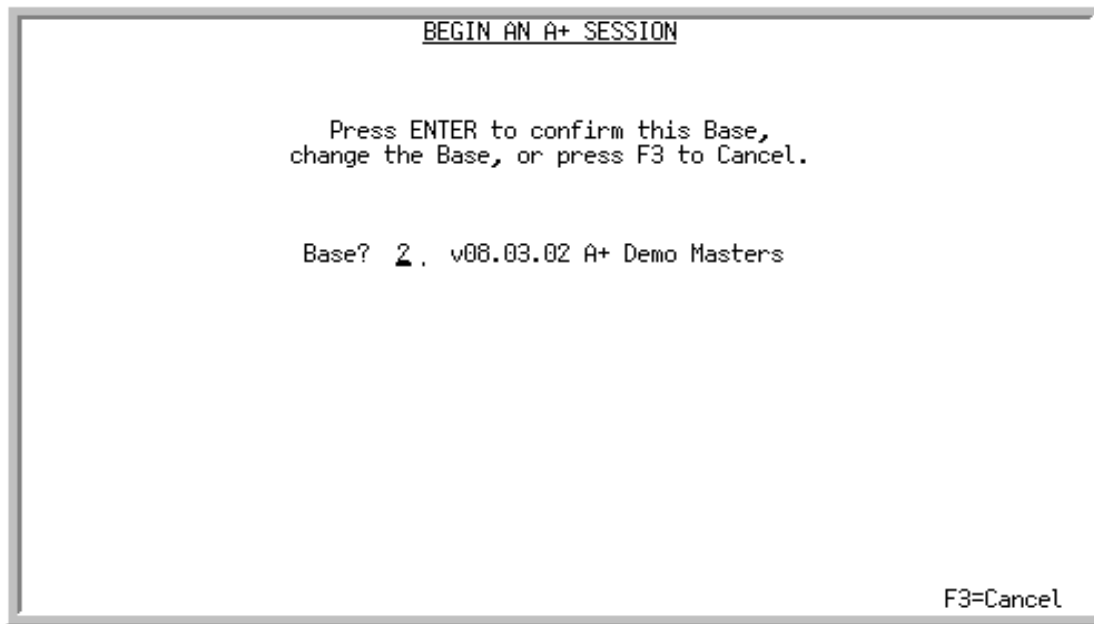 BEGIN AN A+ SESSION
Press ENTER to confirm this Base,
change the Base, or press F3 to Cancel.
Base? 2 . v08.03.02 A+ Demo Masters
F3=Cancel